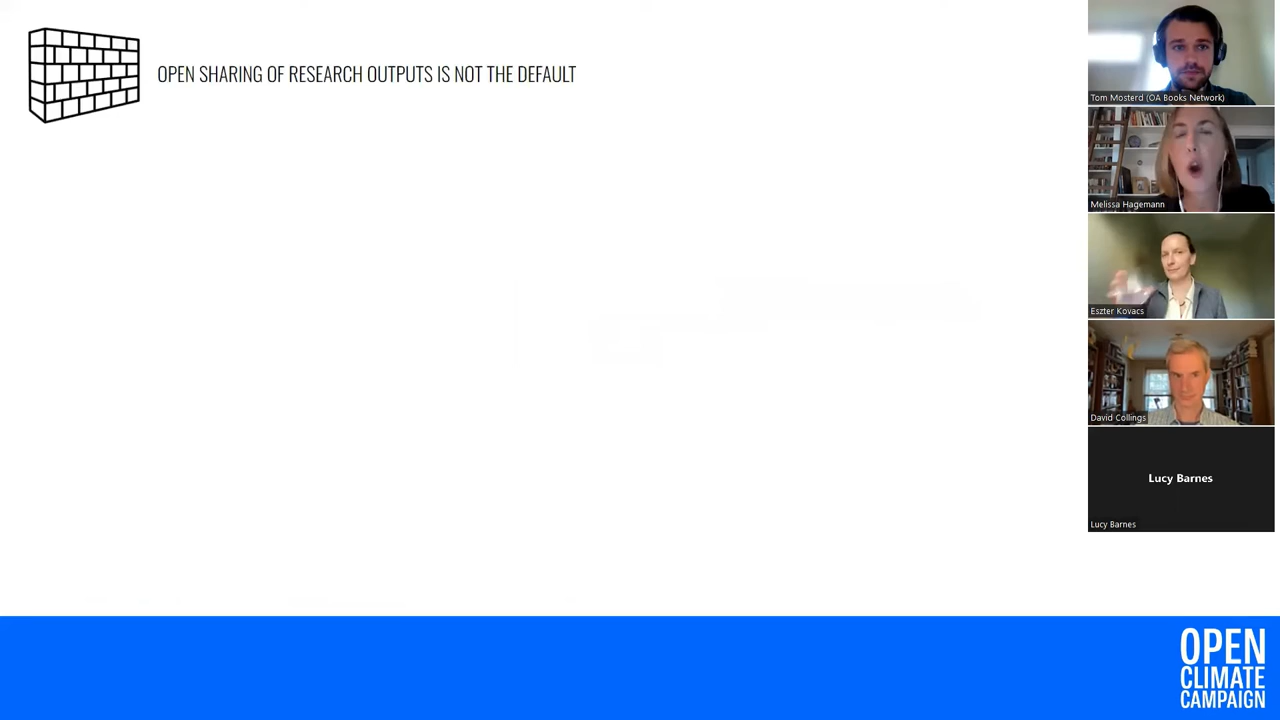 OPEN SHARING OF RESEARCH OUTPUTS IS NOT THE DEFAULT
Tom Mosterd (OA Books Network)
Melissa Hagemann
Eszter Kovacs
David Collings
Lucy Barnes
Lucy Barnes
OPEN
CLIMATE
CAMPAIGN